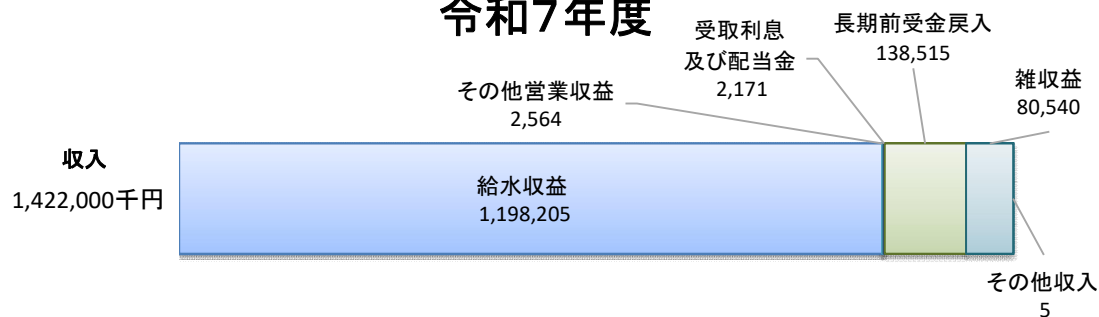 令和7年度
収入
1,422,000千円
給水収益
1,198,205
その他営業収益
2,564
受取利息
及び配当金
2,171
長期前受金戻入
138,515
雑収益
80,540
その他収入
5